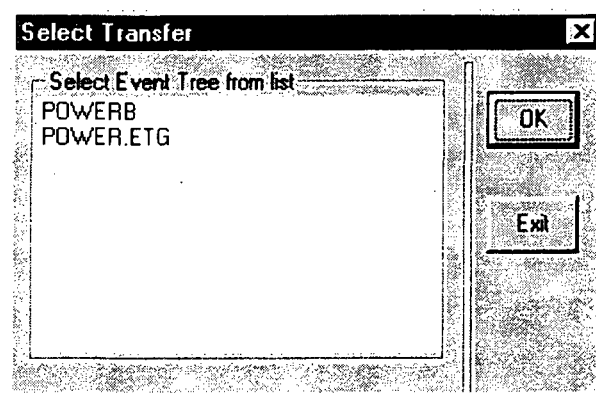 Select Transfer
Select Event Tree from list
POWERB
POWER.ETG
OK
Exit